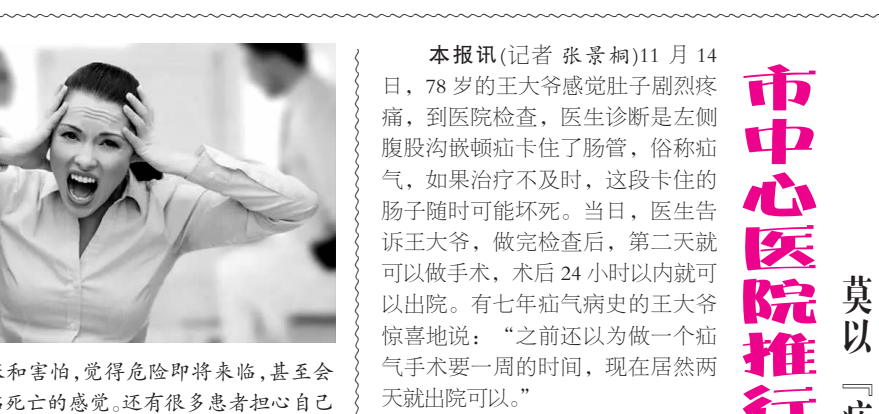 本报讯(记者 张景桐)11 月 14
日，78 岁的王大爷感觉肚子剧烈疼
痛，到医院检查，医生诊断是左侧
腹股沟嵌顿疝卡住了肠管，俗称疝
气，如果治疗不及时，这段卡住的
肠子随时可能坏死。当日，医生告
诉王大爷，做完检查后，第二天就
可以做手术，术后 24 小时以内就可
以出院。有七年疝气病史的王大爷
惊喜地说：“之前还以为做一个疝
气手术要一周的时间，现在居然两
天就出院可以。”
市中心医院推行
莫以『
和害怕,觉得危险即将来临,甚至会
死亡的感觉。还有很多患者担心自己